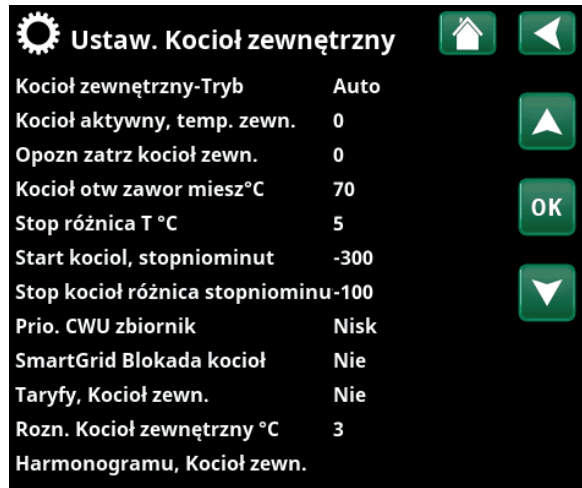 Ustaw. Kocioł zewnętrzny
Kocioł zewnętrzny-Tryb Auto
Kocioł aktywny, temp. zewn. 0
Opozn zatrz kocioł zewn. 0
Kocioł otw zawor miesz°C 70
Stop różnica T °C 5
OK
Start kociol, stopniominut -300
Stop kocioł różnica stopniominu -100
Prio. CWU zbiornik Nisk
SmartGrid Blokada kocioł Nie
Taryfy, Kocioł zewn. Nie
Rozn. Kocioł zewnętrzny °C 3
Harmonogramu, Kocioł zewn.